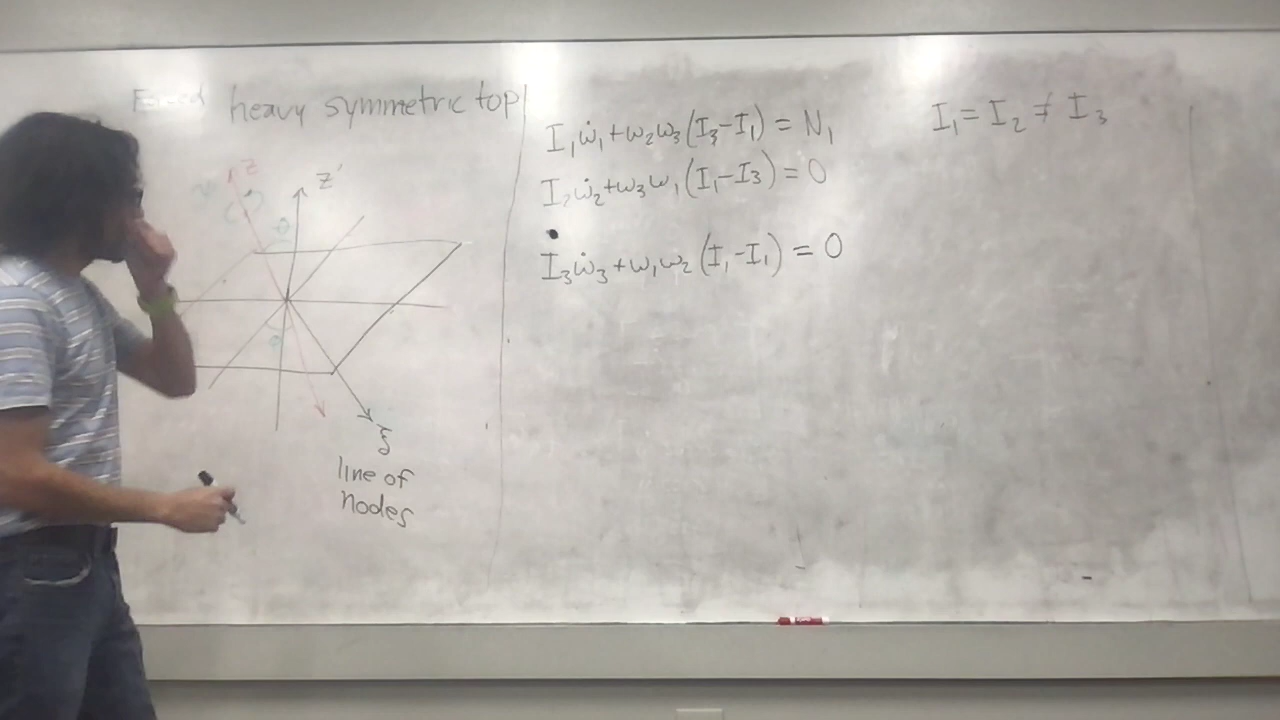 heavy symmetric top
z
z'
θ
ξ
line of
nodes
I₁ω̇₁+ω₂ω₃(I₃-I₁) = N₁
I₂ω̇₂+ω₃ω₁(I₁-I₃) = 0
I₃ω̇₃+ω₁ω₂(I₁-I₁) = 0
I₁ = I₂ ≠ I₃